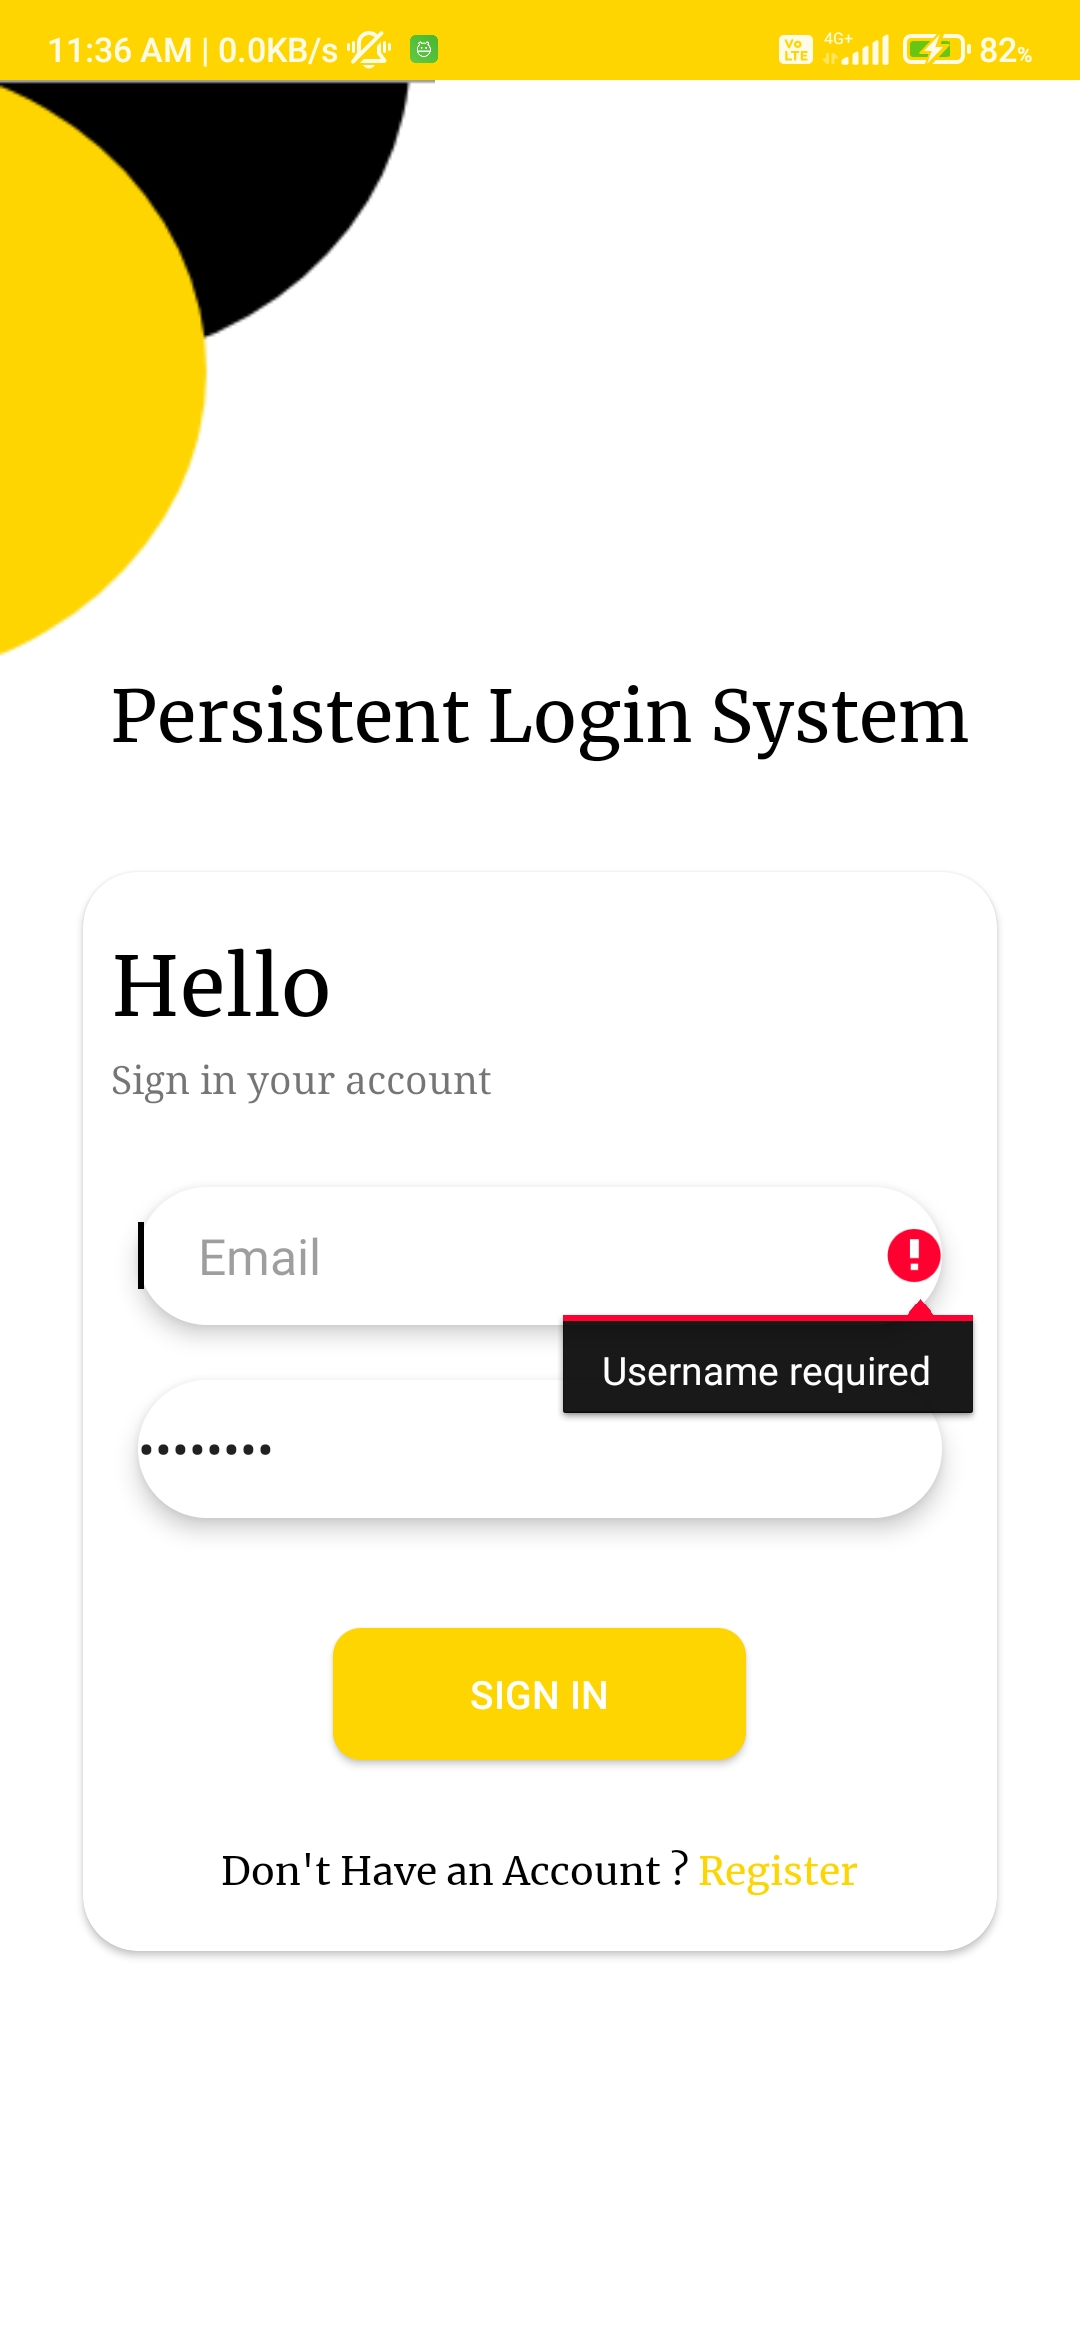 11:36 AM | 0.0KB/s Vo LTE 4G+ 82%
Persistent Login System
Hello
Sign in your account
Email
Username required
••••••••
SIGN IN
Don't Have an Account ? Register